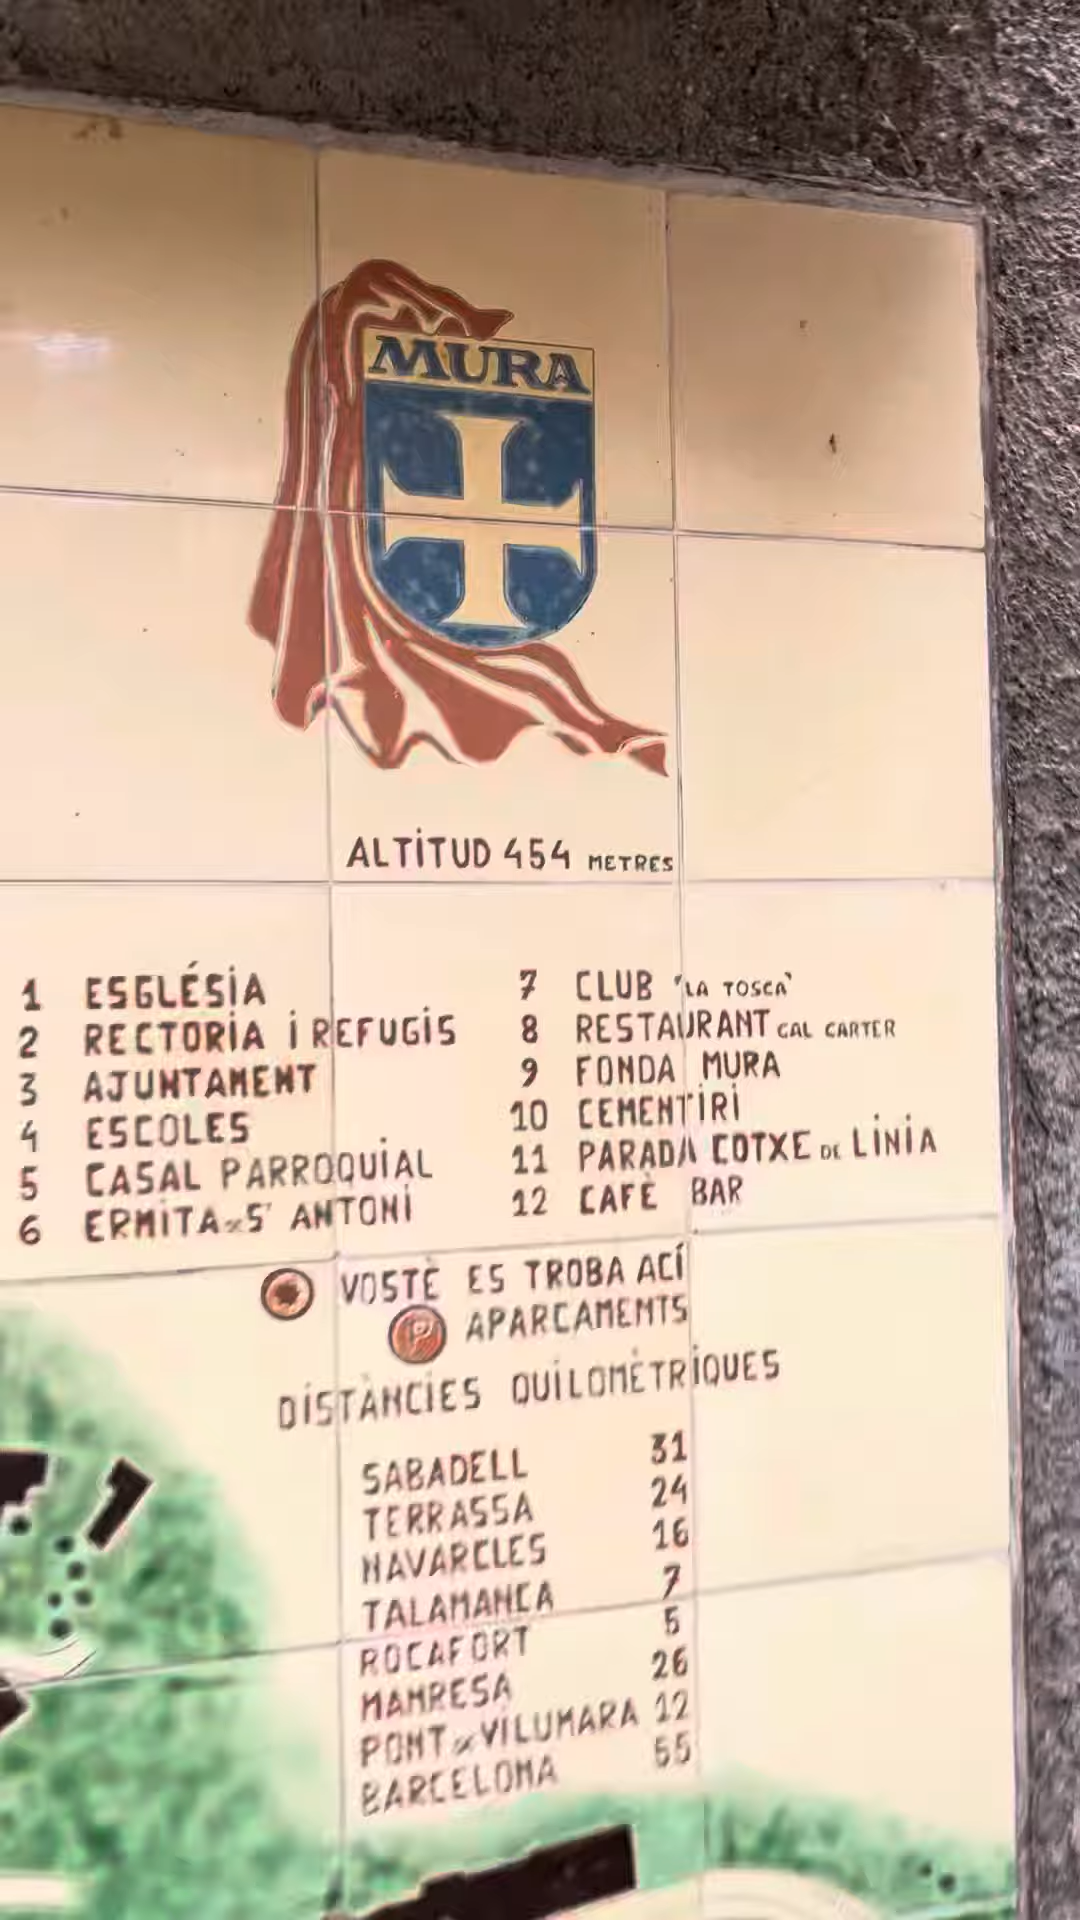 MURA
ALTITUD 454 METRES
1 ESGLÉSIA
2 RECTORIA I REFUGIS
3 AJUNTAMENT
4 ESCOLES
5 CASAL PARROQUIAL
6 ERMITA DE St ANTONI
7 CLUB "LA TOSCA"
8 RESTAURANT CAL CARTER
9 FONDA MURA
10 CEMENTIRI
11 PARADA COTXE DE LINIA
12 CAFÈ BAR
VOSTÈ ES TROBA ACÍ
P APARCAMENTS
DISTÀNCIES QUILOMÈTRIQUES
SABADELL 31
TERRASSA 24
NAVARCLES 16
TALAMANCA 7
ROCAFORT 5
MANRESA 26
PONT DE VILUMARA 12
BARCELONA 55